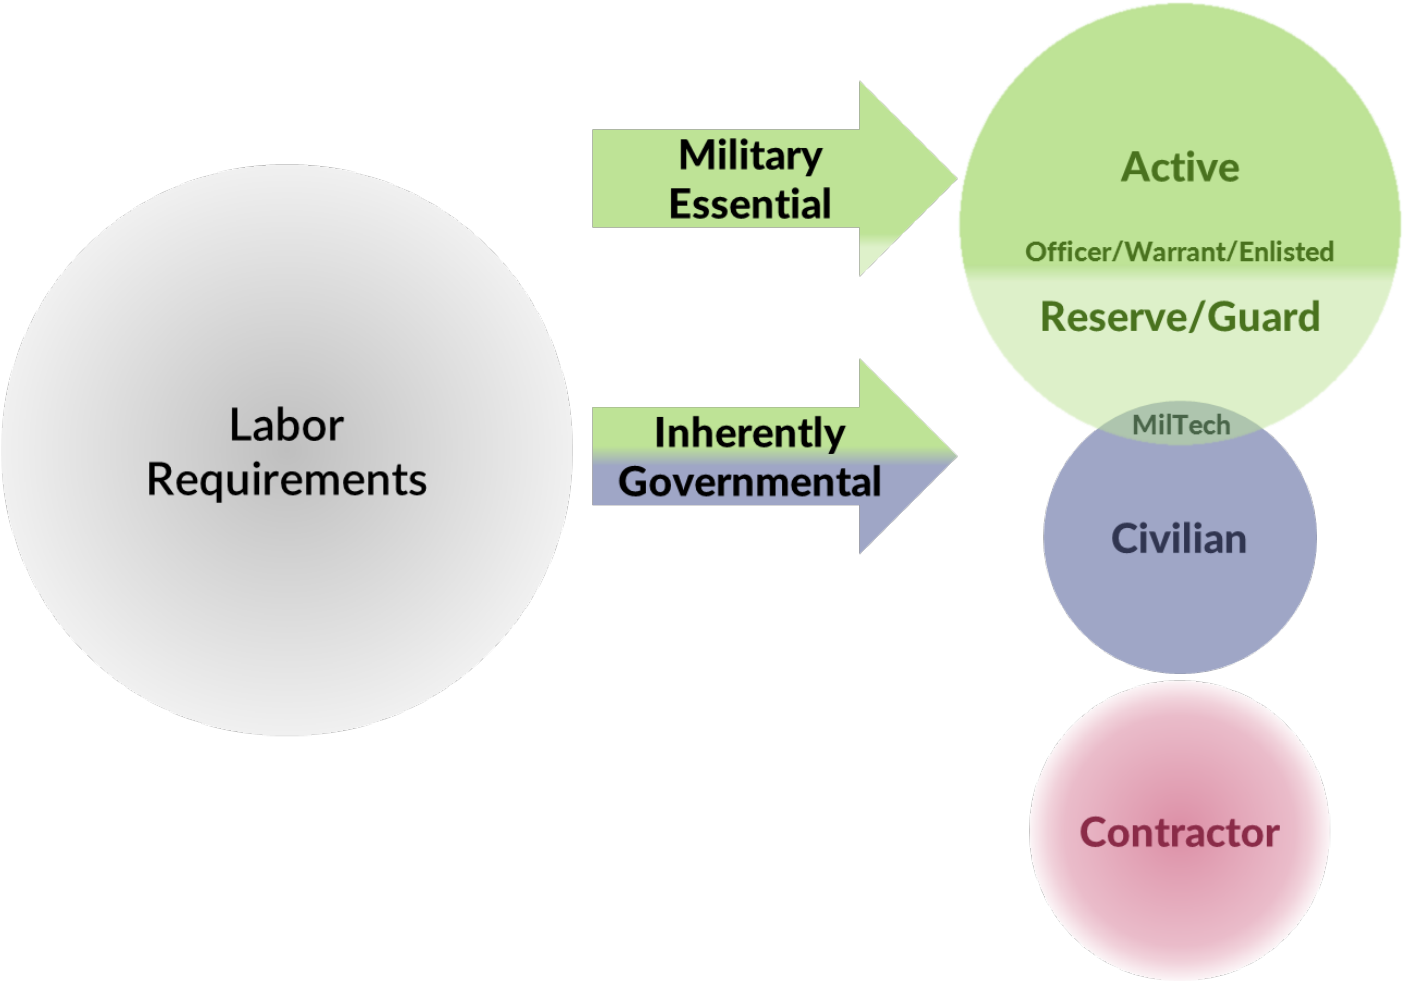 Labor
Requirements
Military
Essential
Inherently
Governmental
Active
Officer/Warrant/Enlisted
Reserve/Guard
MilTech
Civilian
Contractor